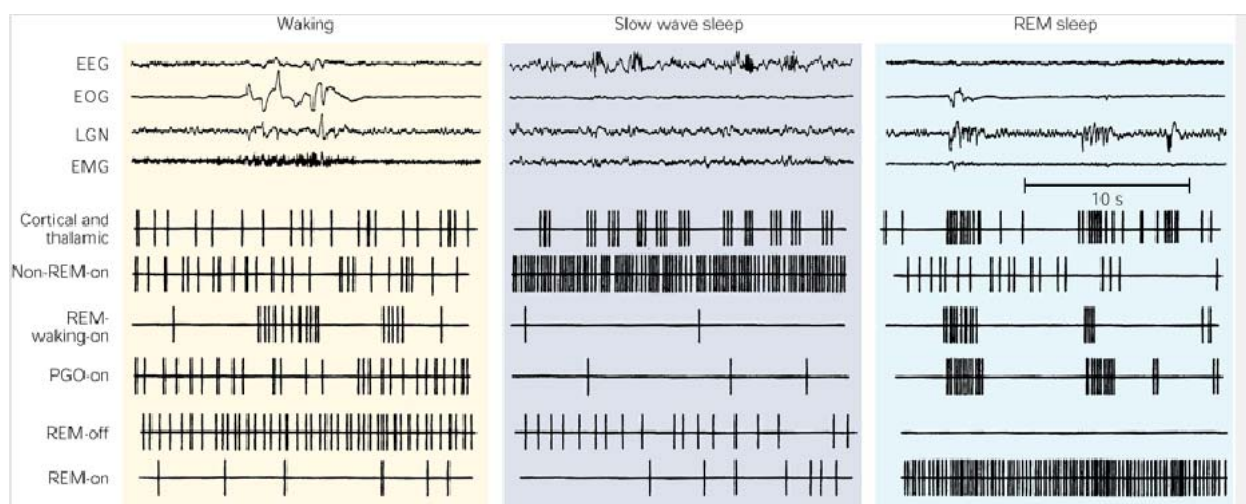 Waking
Slow wave sleep
REM sleep
EEG
EOG
LGN
EMG
10 s
Cortical and
thalamic
Non-REM-on
REM-
waking-on
PGO-on
REM-off
REM-on